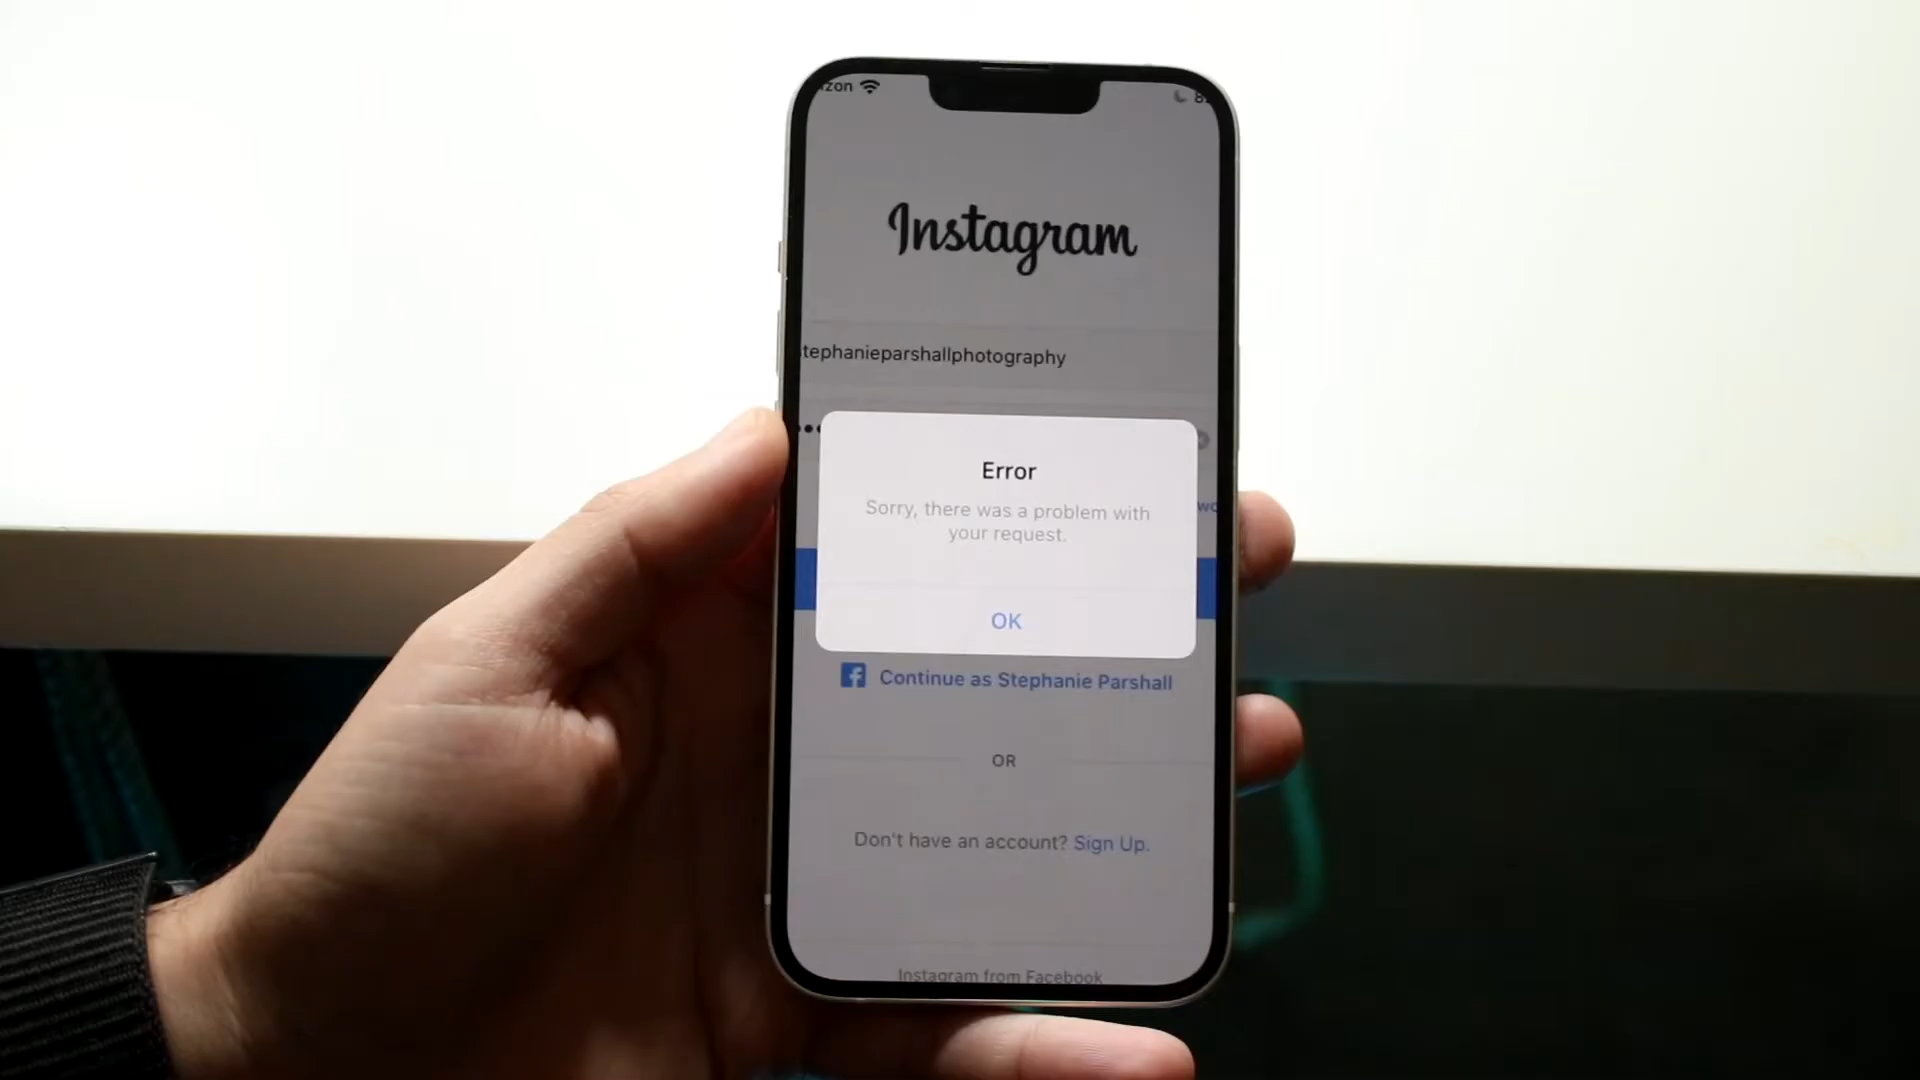 zon
Instagram
tephanieparshallphotography
Error
Sorry, there was a problem with
your request.
OK
Continue as Stephanie Parshall
OR
Don't have an account? Sign Up.
Instagram from Facebook